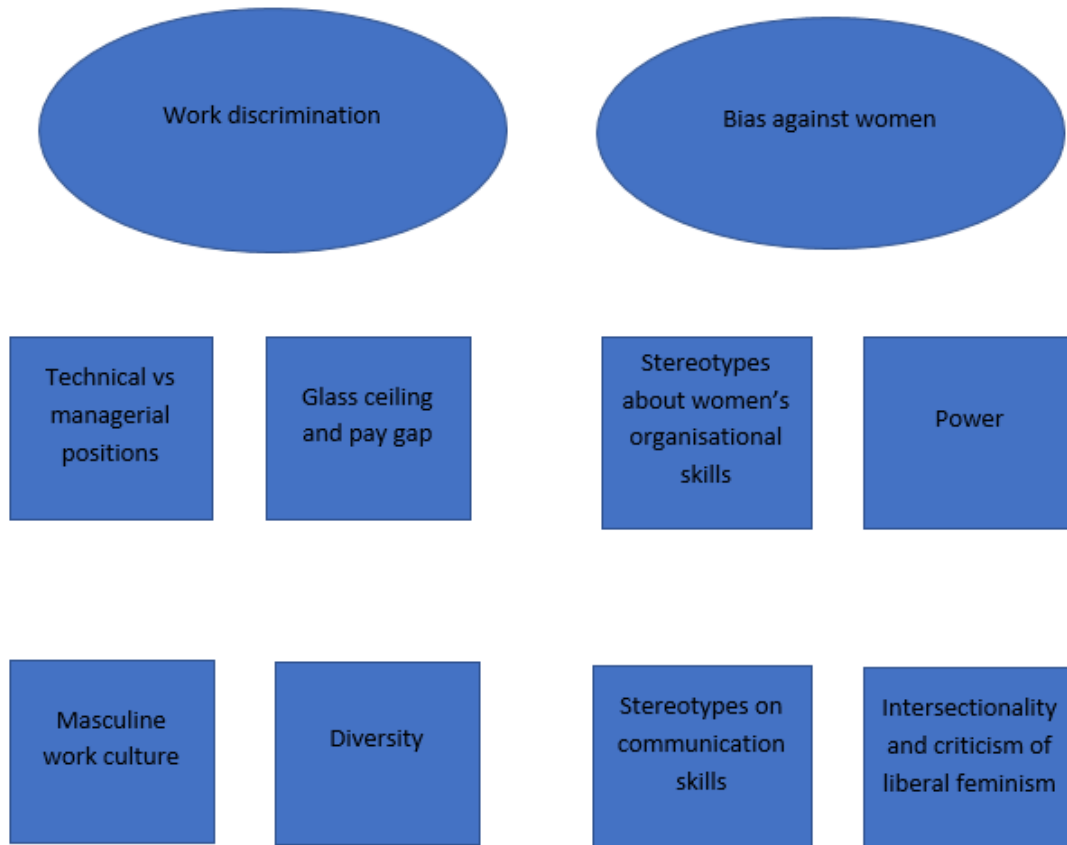 Work discrimination
Bias against women
Technical vs
managerial
positions
Glass ceiling
and pay gap
Stereotypes
about women’s
organisational
skills
Power
Masculine
work culture
Diversity
Stereotypes on
communication
skills
Intersectionality
and criticism of
liberal feminism